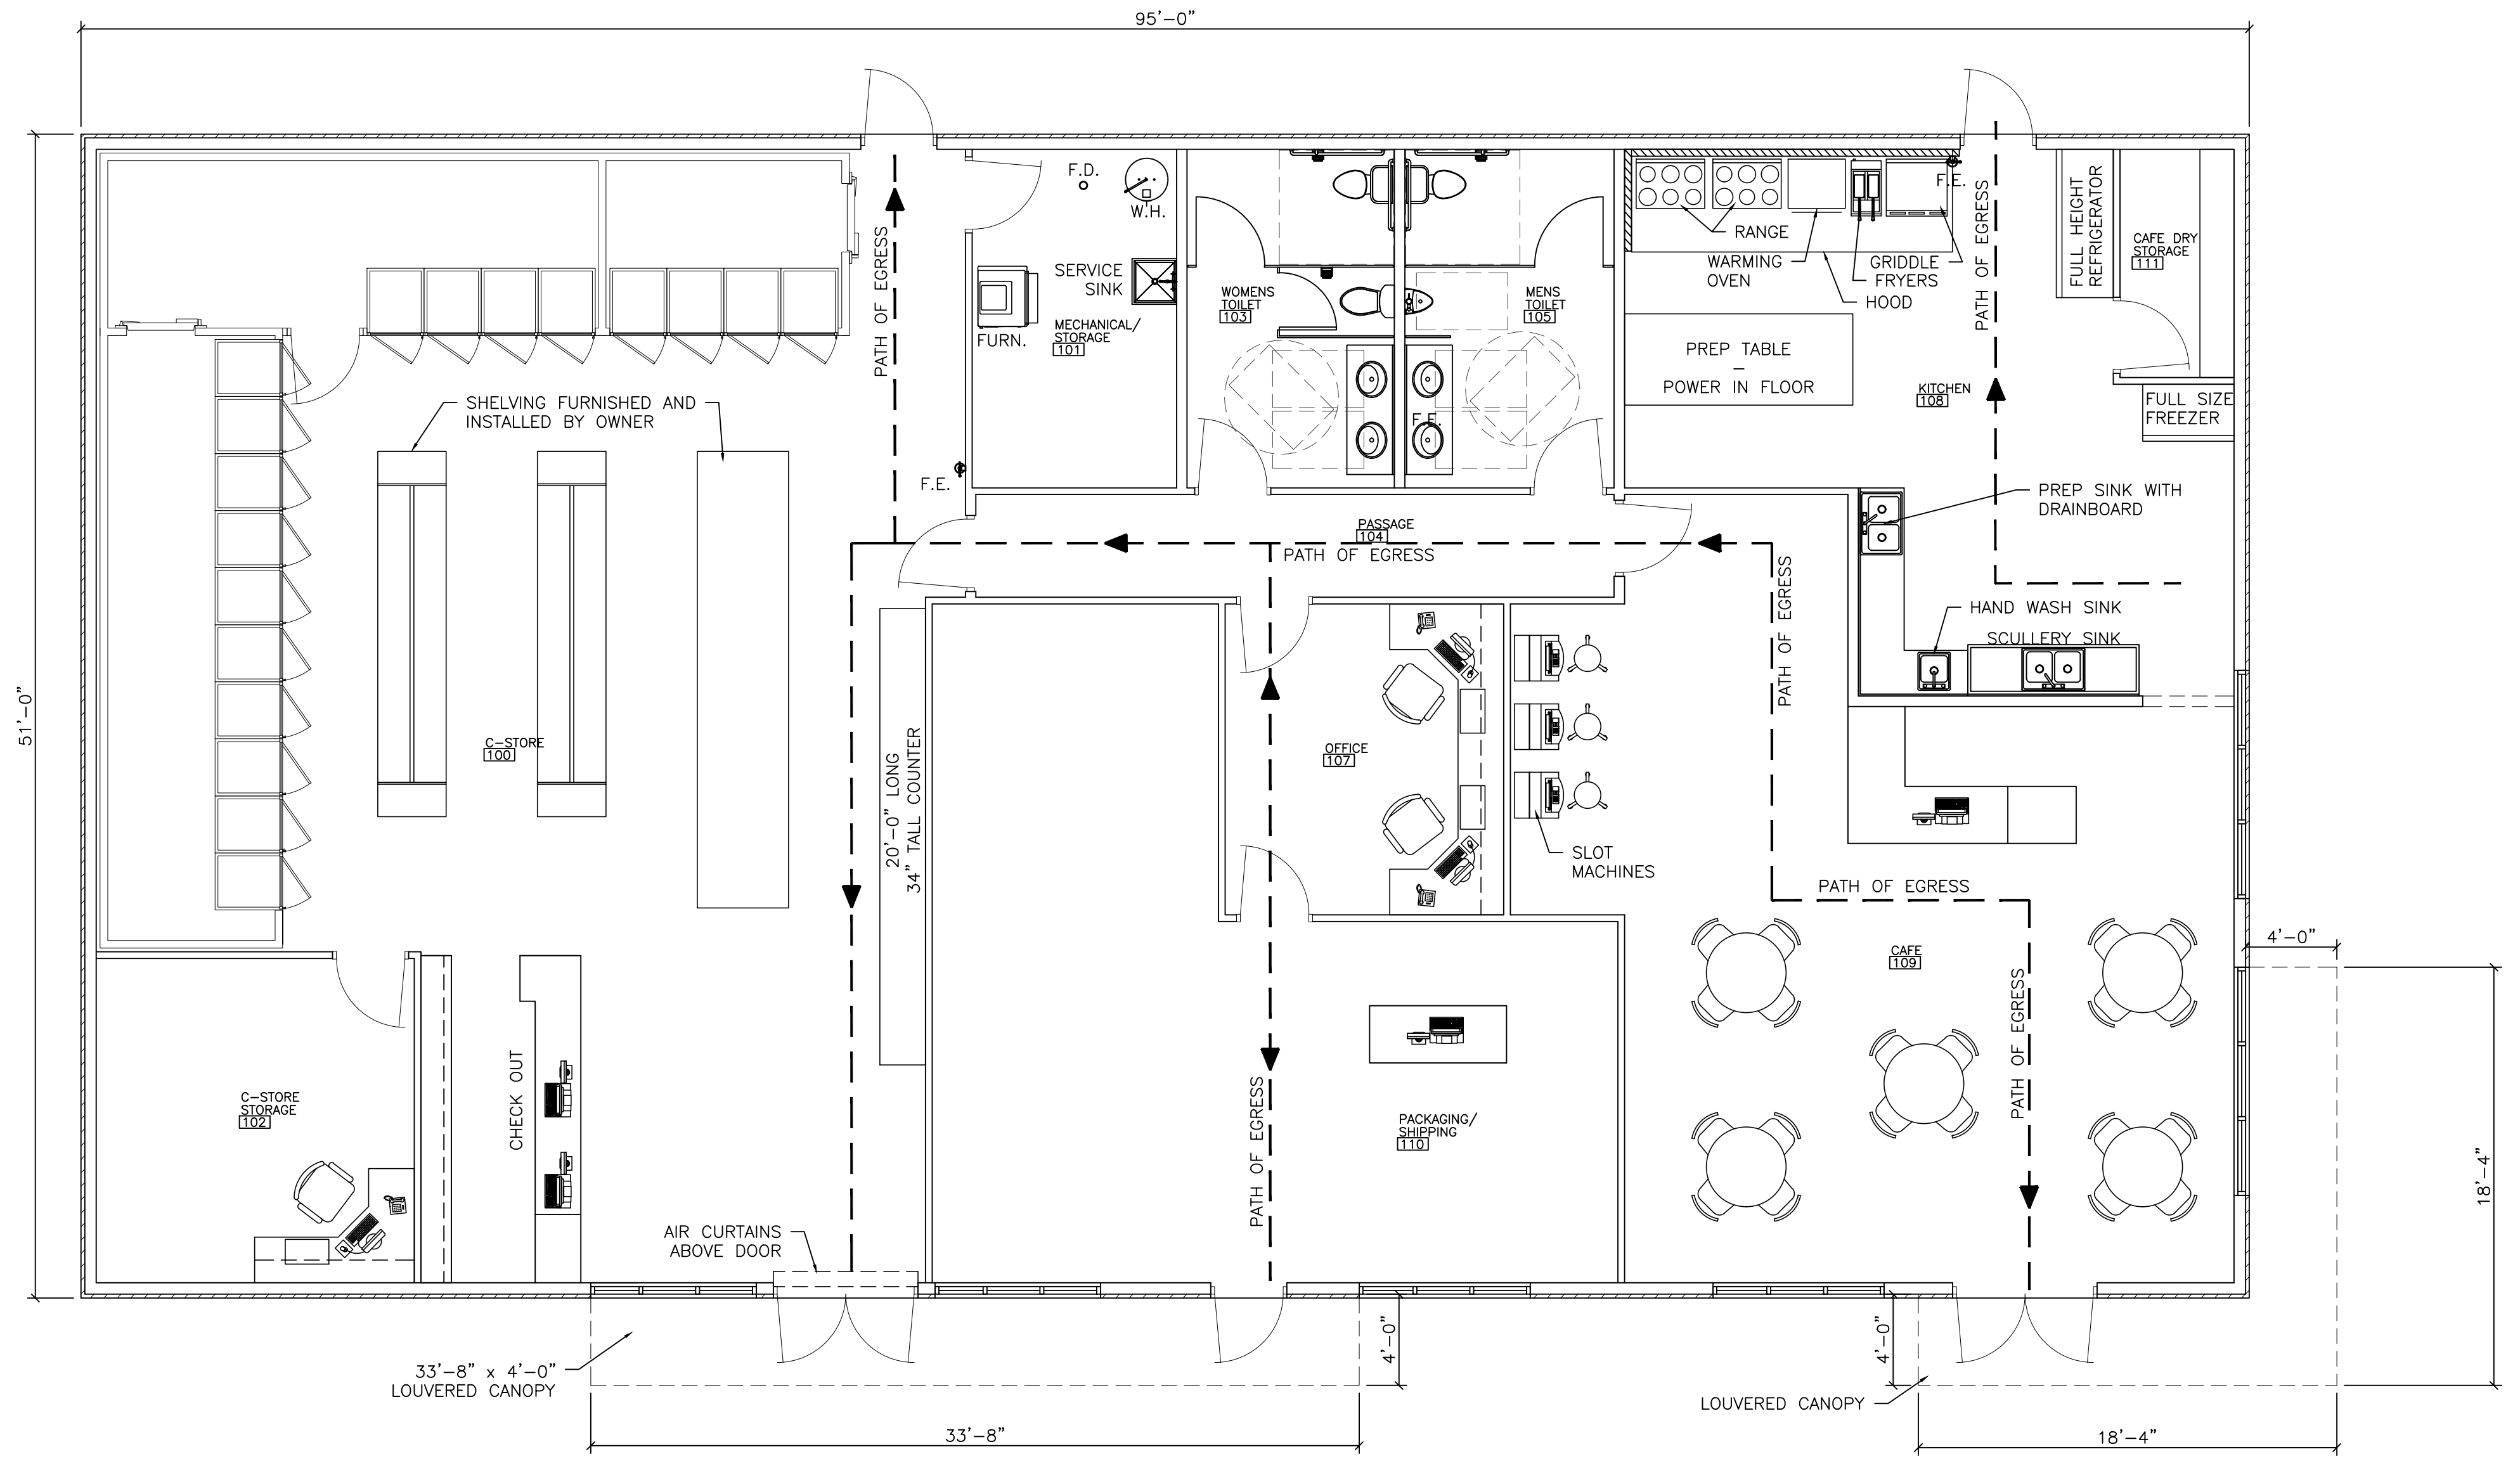 95'-0"
51'-0"
PATH OF EGRESS
F.D.
W.H.
SERVICE
SINK
FURN.
MECHANICAL/
STORAGE
101
WOMENS
TOILET
103
MENS
TOILET
105
F.E.
RANGE
WARMING
OVEN
GRIDDLE
FRYERS
HOOD
F.E.
PATH OF EGRESS
FULL HEIGHT
REFRIGERATOR
CAFE DRY
STORAGE
111
PREP TABLE
–
POWER IN FLOOR
KITCHEN
108
FULL SIZE
FREEZER
SHELVING FURNISHED AND
INSTALLED BY OWNER
F.E.
PREP SINK WITH
DRAINBOARD
PASSAGE
104
PATH OF EGRESS
PATH OF EGRESS
HAND WASH SINK
SCULLERY SINK
C-STORE
100
20'-0" LONG
34" TALL COUNTER
OFFICE
107
SLOT
MACHINES
PATH OF EGRESS
CAFE
109
4'-0"
PATH OF EGRESS
18'-4"
C-STORE
STORAGE
102
CHECK OUT
PATH OF EGRESS
PACKAGING/
SHIPPING
110
AIR CURTAINS
ABOVE DOOR
33'-8" x 4'-0"
LOUVERED CANOPY
4'-0"
4'-0"
LOUVERED CANOPY
33'-8"
18'-4"